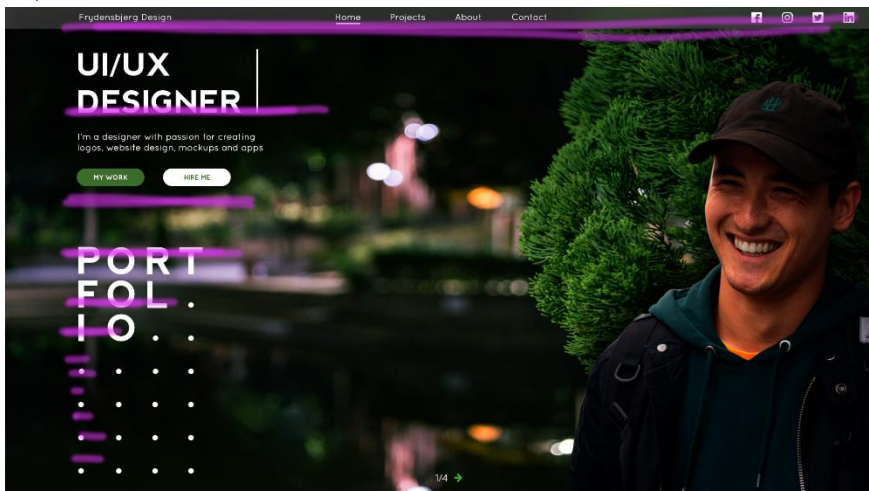 Frydensbjerg Design Home Projects About Contact
UI/UX
DESIGNER
I'm a designer with passion for creating
logos, website design, mockups and apps
MY WORK HIRE ME
PORT
FOL.
IO..
1/4